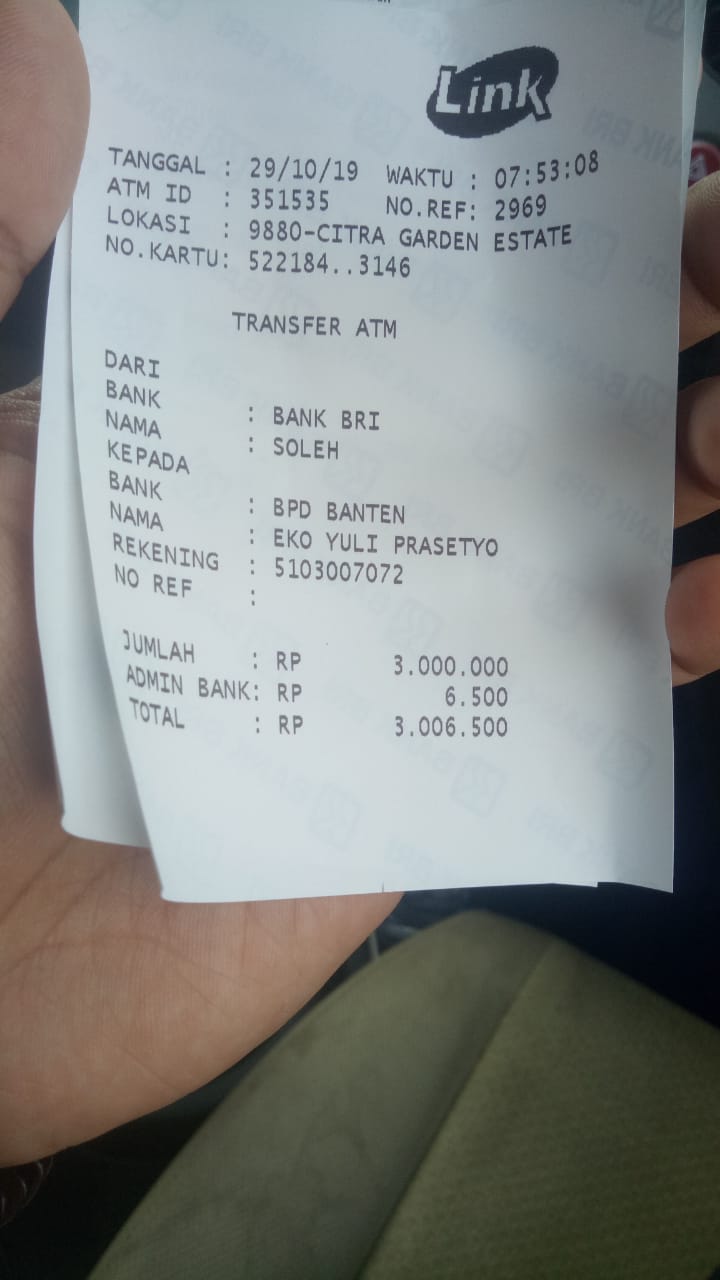 Link
TANGGAL : 29/10/19 WAKTU : 07:53:08
ATM ID : 351535 NO.REF: 2969
LOKASI : 9880-CITRA GARDEN ESTATE
NO.KARTU: 522184..3146
TRANSFER ATM
DARI
BANK : BANK BRI
NAMA : SOLEH
KEPADA
BANK : BPD BANTEN
NAMA : EKO YULI PRASETYO
REKENING : 5103007072
NO REF :
JUMLAH : RP 3.000.000
ADMIN BANK: RP 6.500
TOTAL : RP 3.006.500